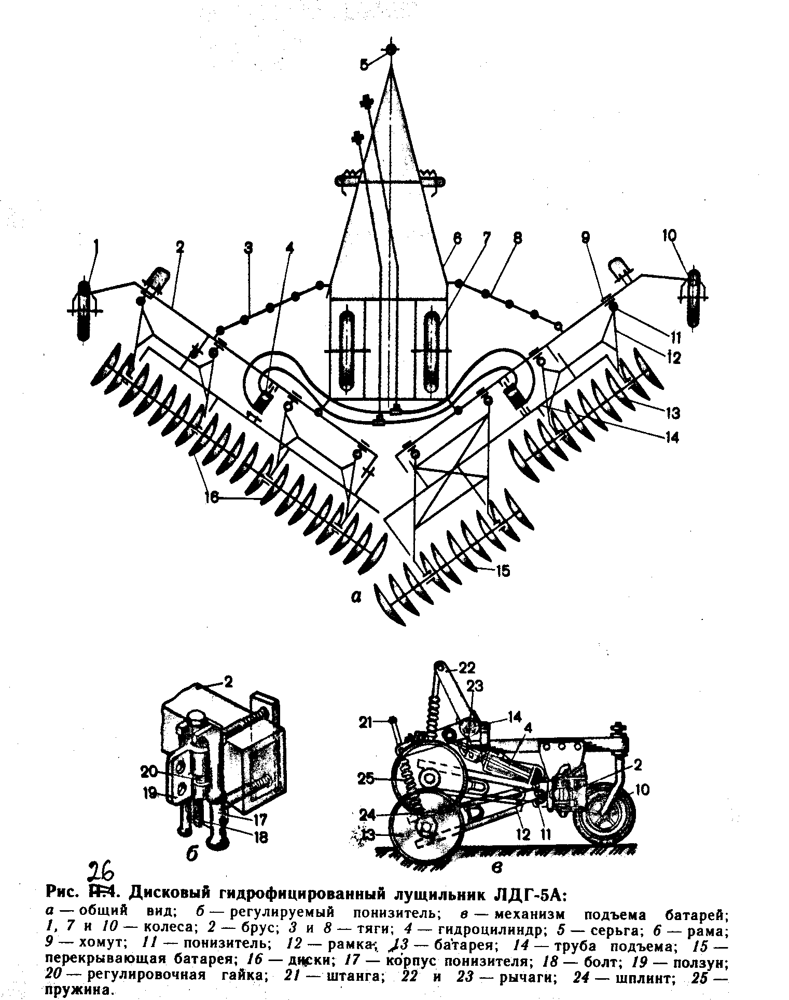 5
1 2 3 4 6 7 8 9 10
11
12
13
14
16
15
а
2
20
19
17
18
б
22
23
21
14
4
2
25
10
24
13
12 11
в
26
Рис. II.4. Дисковый гидрофицированный лущильник ЛДГ-5А:
а — общий вид; б — регулируемый понизитель; в — механизм подъема батарей;
1, 7 и 10 — колеса; 2 — брус; 3 и 8 — тяги; 4 — гидроцилиндр; 5 — серьга; 6 — рама;
9 — хомут; 11 — понизитель; 12 — рамка; 13 — батарея; 14 — труба подъема; 15 —
перекрывающая батарея; 16 — диски; 17 — корпус понизителя; 18 — болт; 19 — ползун;
20 — регулировочная гайка; 21 — штанга; 22 и 23 — рычаги; 24 — шплинт; 25 —
пружина.